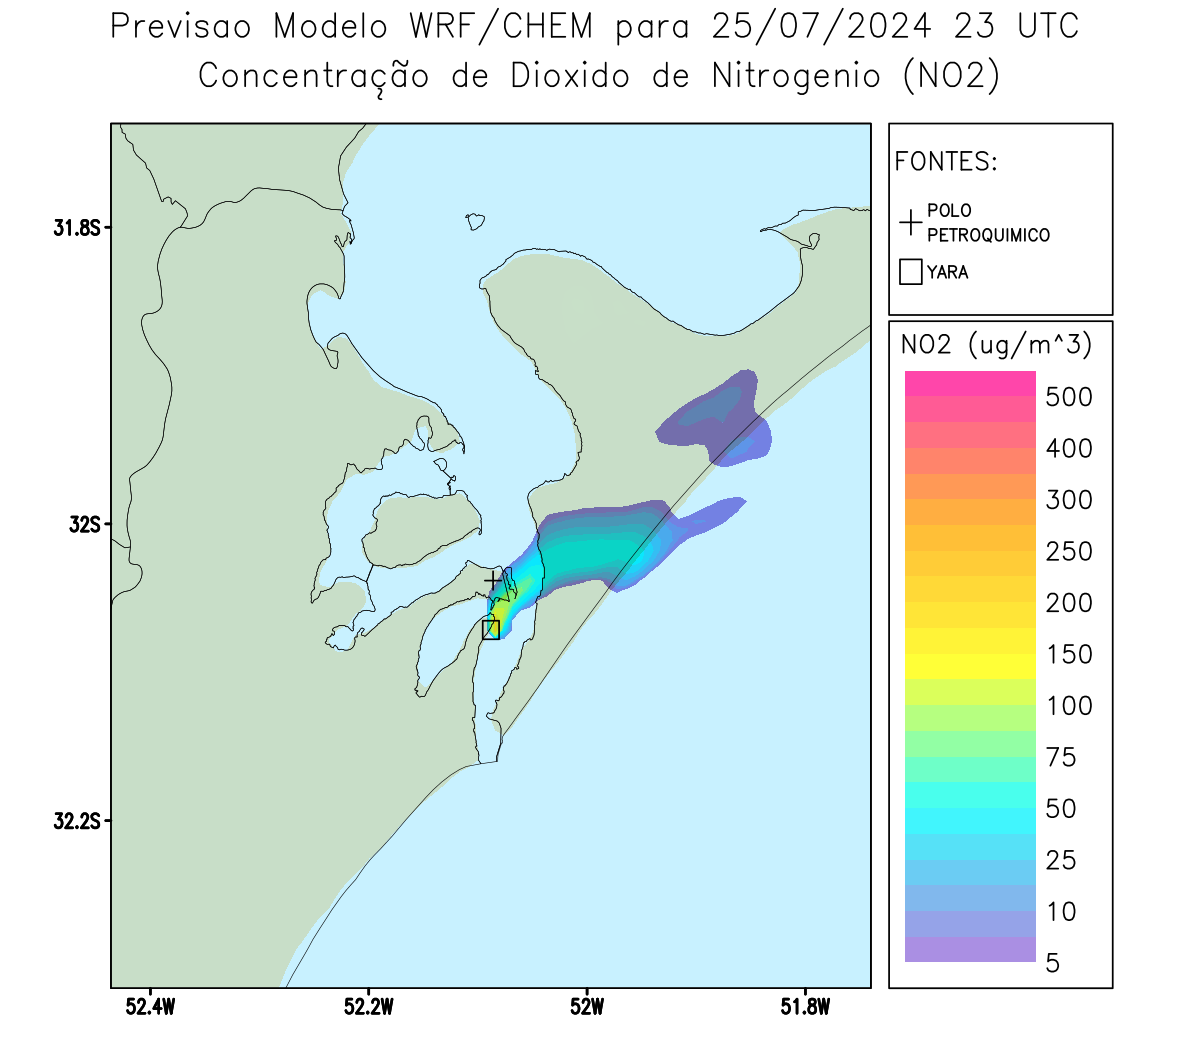 Previsao Modelo WRF/CHEM para 25/07/2024 23 UTC
Concentração de Dioxido de Nitrogenio (NO2)
FONTES:
POLO
PETROQUIMICO
YARA
31.8S
32S
32.2S
52.4W
52.2W
52W
51.8W
NO2 (ug/m^3)
500
400
300
250
200
150
100
75
50
25
10
5